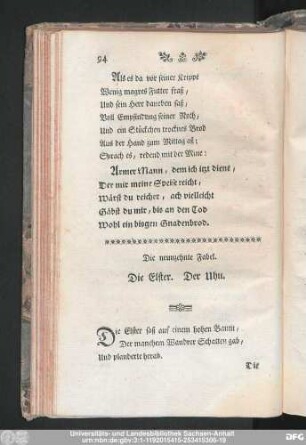 94
Als es da vor seiner Krippe
Wenig magres Futter fraß,
Und sein Herr daneben saß;
Voll Empfindung seiner Noth,
Und ein Stückchen trocknes Brod
Aus der Hand zum Mittag aß;
Sprach es, redend mit der Mine:
Armer Mann, dem ich itzt dient,
Der mir meine Speise reicht,
Wärst du reicher, ach vielleicht
Gäbst du mir, bis an den Tod
Wohl ein bisgen Gnadenbrod.
Die neunzehnte Fabel.
Die Elster. Der Uhu.
Die Elster saß auf einem hohen Baum,
Der manchem Wandrer Schatten gab,
Und plauderte herab.
Die
Universitäts- und Landesbibliothek Sachsen-Anhalt
urn:nbn:de:gbv:3:1-1192015415-253415306-19
DFG